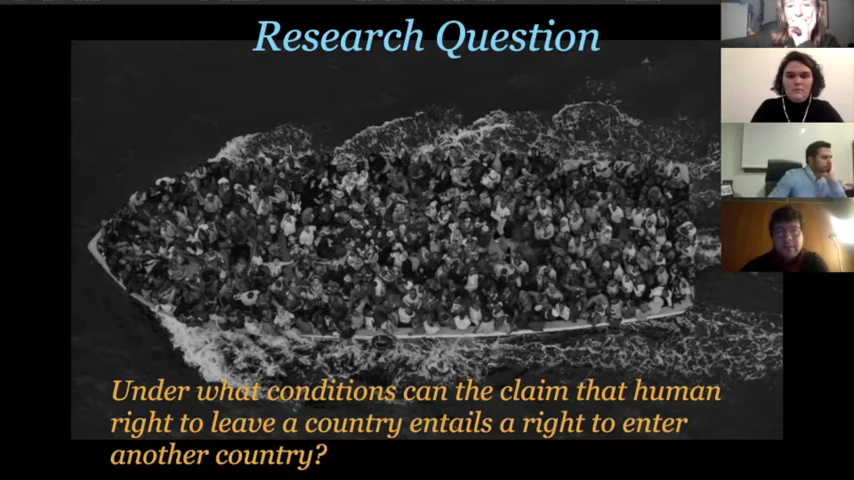 Research Question
Under what conditions can the claim that human
right to leave a country entails a right to enter
another country?